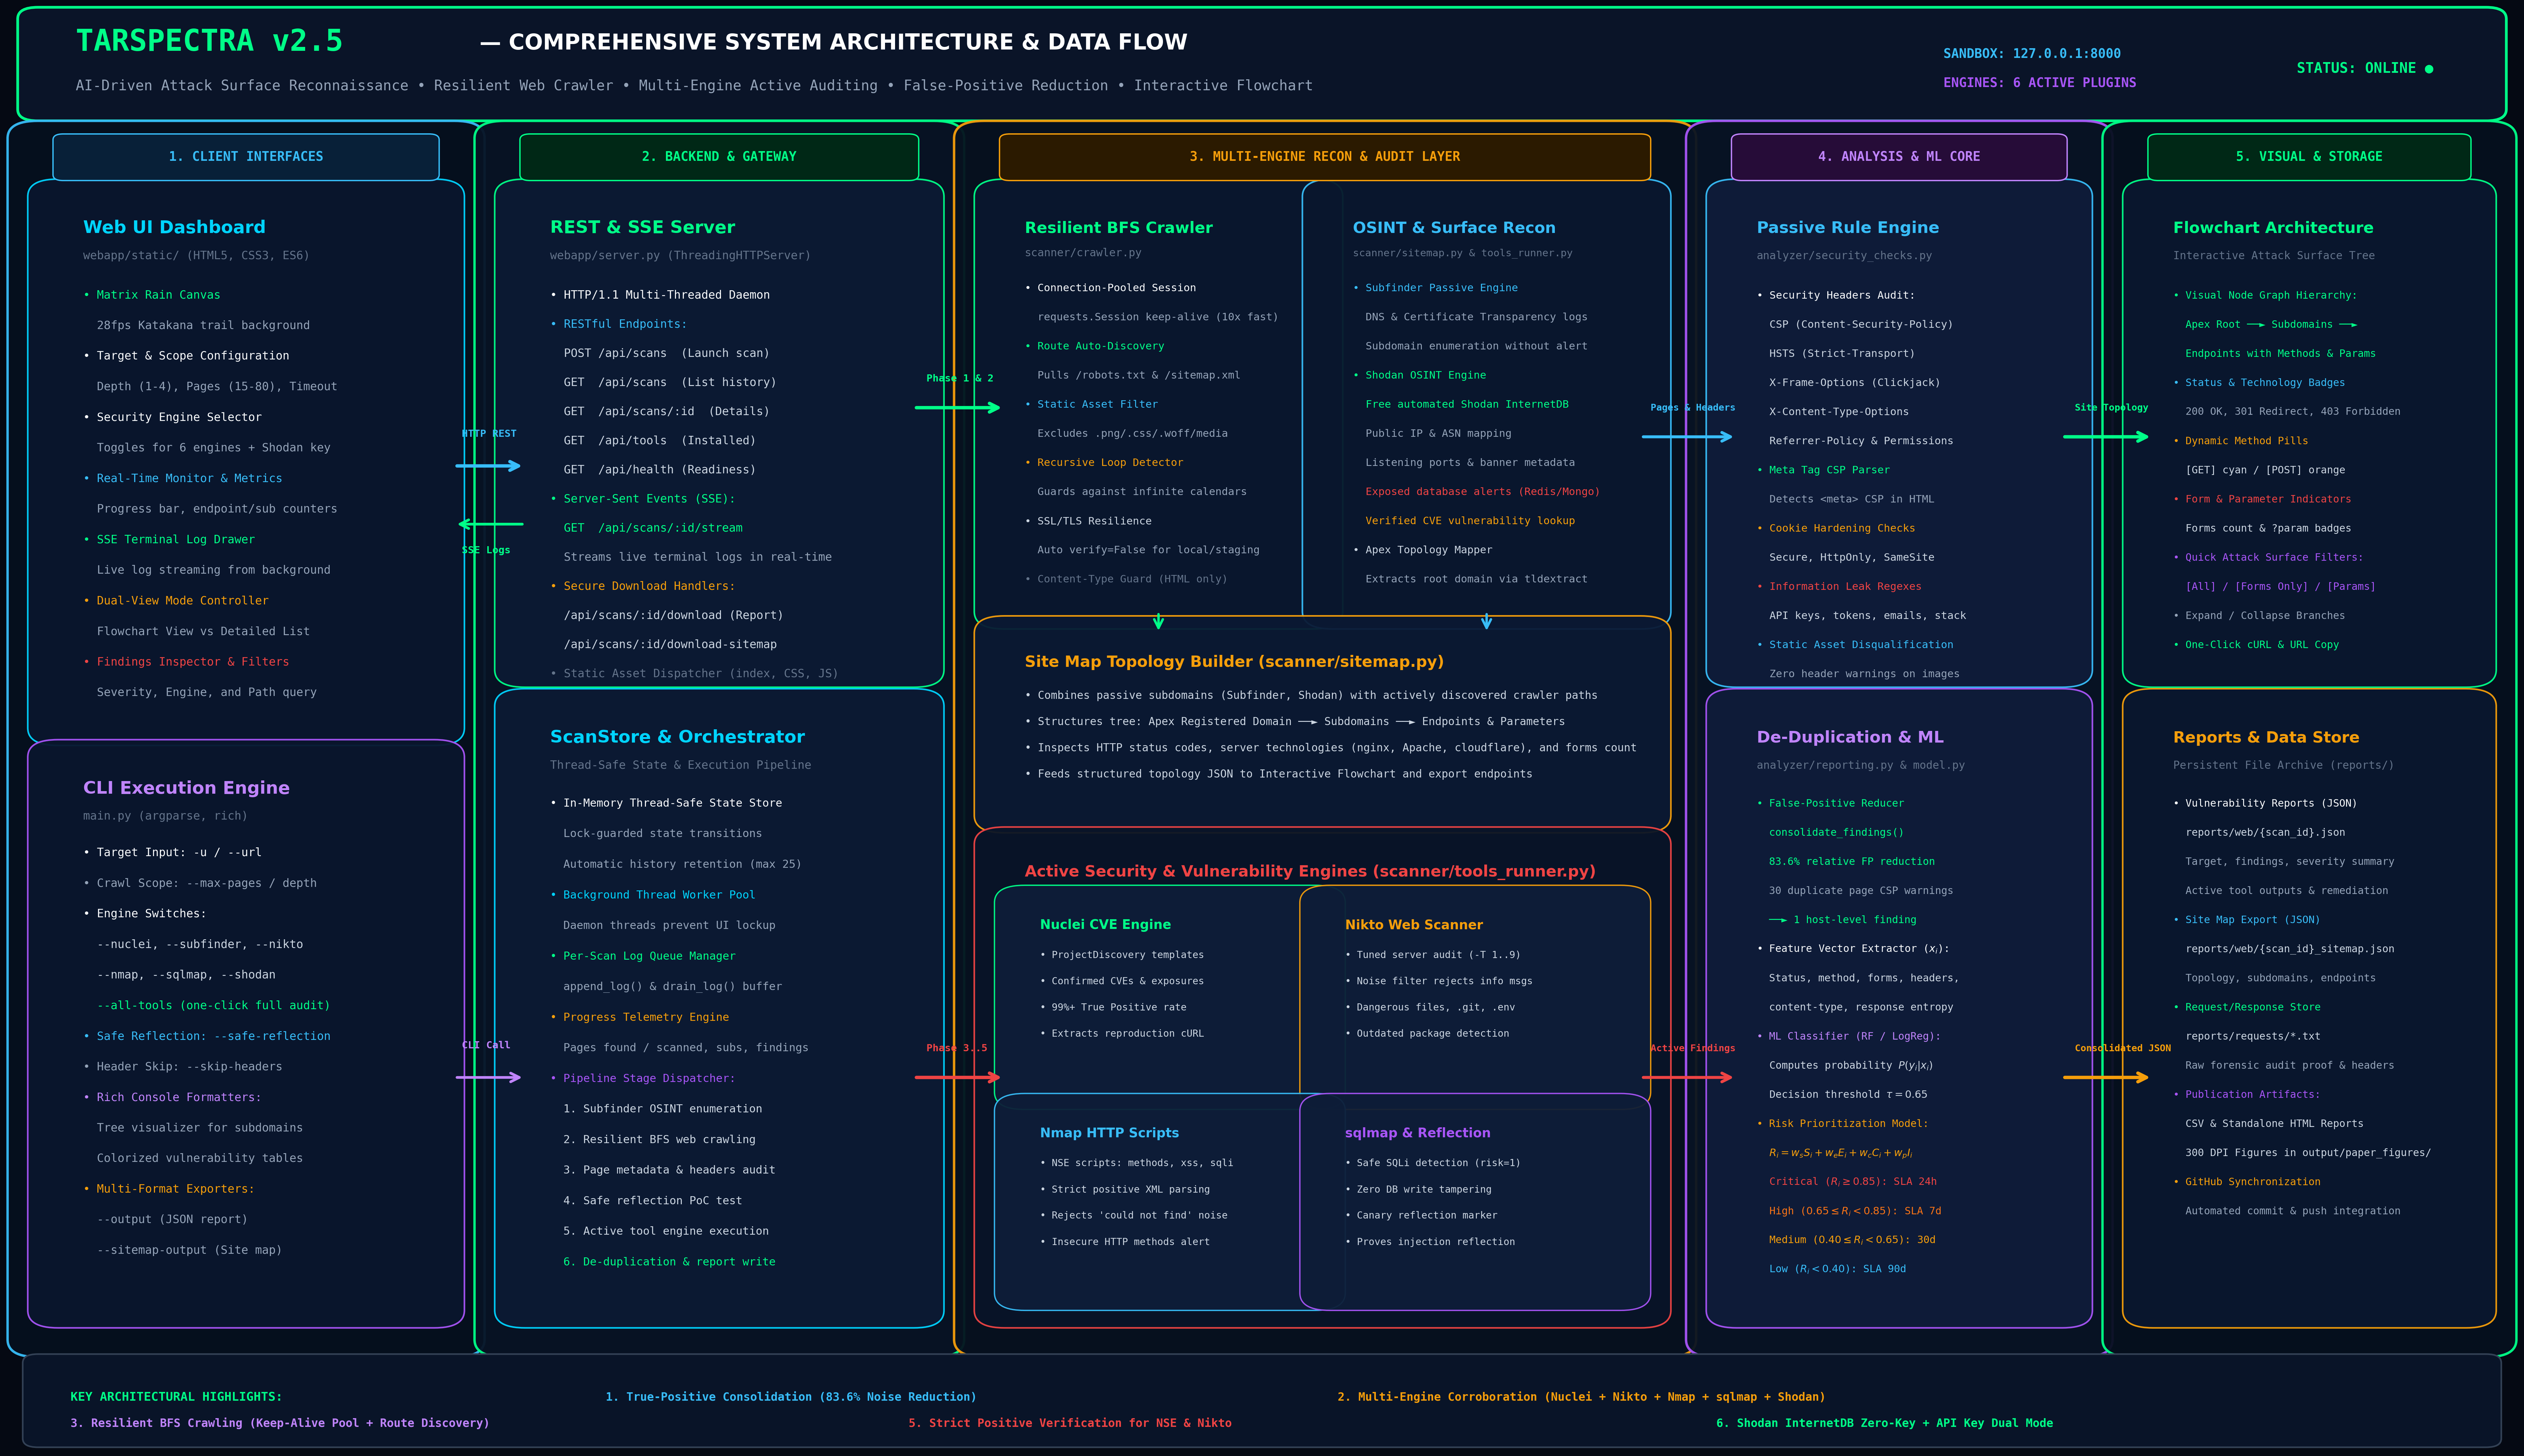 TARSPECTRA v2.5 — COMPREHENSIVE SYSTEM ARCHITECTURE & DATA FLOW
AI-Driven Attack Surface Reconnaissance • Resilient Web Crawler • Multi-Engine Active Auditing • False-Positive Reduction • Interactive Flowchart
SANDBOX: 127.0.0.1:8000
ENGINES: 6 ACTIVE PLUGINS
STATUS: ONLINE ●
1. CLIENT INTERFACES
Web UI Dashboard
webapp/static/ (HTML5, CSS3, ES6)
• Matrix Rain Canvas
28fps Katakana trail background
• Target & Scope Configuration
Depth (1-4), Pages (15-80), Timeout
• Security Engine Selector
Toggles for 6 engines + Shodan key
• Real-Time Monitor & Metrics
Progress bar, endpoint/sub counters
• SSE Terminal Log Drawer
Live log streaming from background
• Dual-View Mode Controller
Flowchart View vs Detailed List
• Findings Inspector & Filters
Severity, Engine, and Path query
CLI Execution Engine
main.py (argparse, rich)
• Target Input: -u / --url
• Crawl Scope: --max-pages / depth
• Engine Switches:
--nuclei, --subfinder, --nikto
--nmap, --sqlmap, --shodan
--all-tools (one-click full audit)
• Safe Reflection: --safe-reflection
• Header Skip: --skip-headers
• Rich Console Formatters:
Tree visualizer for subdomains
Colorized vulnerability tables
• Multi-Format Exporters:
--output (JSON report)
--sitemap-output (Site map)
HTTP REST
SSE Logs
CLI Call
2. BACKEND & GATEWAY
REST & SSE Server
webapp/server.py (ThreadingHTTPServer)
• HTTP/1.1 Multi-Threaded Daemon
• RESTful Endpoints:
POST /api/scans (Launch scan)
GET /api/scans (List history)
GET /api/scans/:id (Details)
GET /api/tools (Installed)
GET /api/health (Readiness)
• Server-Sent Events (SSE):
GET /api/scans/:id/stream
Streams live terminal logs in real-time
• Secure Download Handlers:
/api/scans/:id/download (Report)
/api/scans/:id/download-sitemap
• Static Asset Dispatcher (index, CSS, JS)
ScanStore & Orchestrator
Thread-Safe State & Execution Pipeline
• In-Memory Thread-Safe State Store
Lock-guarded state transitions
Automatic history retention (max 25)
• Background Thread Worker Pool
Daemon threads prevent UI lockup
• Per-Scan Log Queue Manager
append_log() & drain_log() buffer
• Progress Telemetry Engine
Pages found / scanned, subs, findings
• Pipeline Stage Dispatcher:
1. Subfinder OSINT enumeration
2. Resilient BFS web crawling
3. Page metadata & headers audit
4. Safe reflection PoC test
5. Active tool engine execution
6. De-duplication & report write
Phase 1 & 2
Phase 3..5
3. MULTI-ENGINE RECON & AUDIT LAYER
Resilient BFS Crawler
scanner/crawler.py
• Connection-Pooled Session
requests.Session keep-alive (10x fast)
• Route Auto-Discovery
Pulls /robots.txt & /sitemap.xml
• Static Asset Filter
Excludes .png/.css/.woff/media
• Recursive Loop Detector
Guards against infinite calendars
• SSL/TLS Resilience
Auto verify=False for local/staging
• Content-Type Guard (HTML only)
OSINT & Surface Recon
scanner/sitemap.py & tools_runner.py
• Subfinder Passive Engine
DNS & Certificate Transparency logs
Subdomain enumeration without alert
• Shodan OSINT Engine
Free automated Shodan InternetDB
Public IP & ASN mapping
Listening ports & banner metadata
Exposed database alerts (Redis/Mongo)
Verified CVE vulnerability lookup
• Apex Topology Mapper
Extracts root domain via tldextract
Site Map Topology Builder (scanner/sitemap.py)
• Combines passive subdomains (Subfinder, Shodan) with actively discovered crawler paths
• Structures tree: Apex Registered Domain ──► Subdomains ──► Endpoints & Parameters
• Inspects HTTP status codes, server technologies (nginx, Apache, cloudflare), and forms count
• Feeds structured topology JSON to Interactive Flowchart and export endpoints
Active Security & Vulnerability Engines (scanner/tools_runner.py)
Nuclei CVE Engine
• ProjectDiscovery templates
• Confirmed CVEs & exposures
• 99%+ True Positive rate
• Extracts reproduction cURL
Nikto Web Scanner
• Tuned server audit (-T 1..9)
• Noise filter rejects info msgs
• Dangerous files, .git, .env
• Outdated package detection
Nmap HTTP Scripts
• NSE scripts: methods, xss, sqli
• Strict positive XML parsing
• Rejects 'could not find' noise
• Insecure HTTP methods alert
sqlmap & Reflection
• Safe SQLi detection (risk=1)
• Zero DB write tampering
• Canary reflection marker
• Proves injection reflection
Pages & Headers
Active Findings
4. ANALYSIS & ML CORE
Passive Rule Engine
analyzer/security_checks.py
• Security Headers Audit:
CSP (Content-Security-Policy)
HSTS (Strict-Transport)
X-Frame-Options (Clickjack)
X-Content-Type-Options
Referrer-Policy & Permissions
• Meta Tag CSP Parser
Detects <meta> CSP in HTML
• Cookie Hardening Checks
Secure, HttpOnly, SameSite
• Information Leak Regexes
API keys, tokens, emails, stack
• Static Asset Disqualification
Zero header warnings on images
De-Duplication & ML
analyzer/reporting.py & model.py
• False-Positive Reducer
consolidate_findings()
83.6% relative FP reduction
30 duplicate page CSP warnings
──► 1 host-level finding
• Feature Vector Extractor (xᵢ):
Status, method, forms, headers,
content-type, response entropy
• ML Classifier (RF / LogReg):
Computes probability P(yᵢ|xᵢ)
Decision threshold τ = 0.65
• Risk Prioritization Model:
Rᵢ = wₛSᵢ + wₑEᵢ + w_cCᵢ + wₚIᵢ
Critical (Rᵢ ≥ 0.85): SLA 24h
High (0.65 ≤ Rᵢ < 0.85): SLA 7d
Medium (0.40 ≤ Rᵢ < 0.65): 30d
Low (Rᵢ < 0.40): SLA 90d
Site Topology
Consolidated JSON
5. VISUAL & STORAGE
Flowchart Architecture
Interactive Attack Surface Tree
• Visual Node Graph Hierarchy:
Apex Root ──► Subdomains ──►
Endpoints with Methods & Params
• Status & Technology Badges
200 OK, 301 Redirect, 403 Forbidden
• Dynamic Method Pills
[GET] cyan / [POST] orange
• Form & Parameter Indicators
Forms count & ?param badges
• Quick Attack Surface Filters:
[All] / [Forms Only] / [Params]
• Expand / Collapse Branches
• One-Click cURL & URL Copy
Reports & Data Store
Persistent File Archive (reports/)
• Vulnerability Reports (JSON)
reports/web/{scan_id}.json
Target, findings, severity summary
Active tool outputs & remediation
• Site Map Export (JSON)
reports/web/{scan_id}_sitemap.json
Topology, subdomains, endpoints
• Request/Response Store
reports/requests/*.txt
Raw forensic audit proof & headers
• Publication Artifacts:
CSV & Standalone HTML Reports
300 DPI Figures in output/paper_figures/
• GitHub Synchronization
Automated commit & push integration
KEY ARCHITECTURAL HIGHLIGHTS:
1. True-Positive Consolidation (83.6% Noise Reduction)
2. Multi-Engine Corroboration (Nuclei + Nikto + Nmap + sqlmap + Shodan)
3. Resilient BFS Crawling (Keep-Alive Pool + Route Discovery)
5. Strict Positive Verification for NSE & Nikto
6. Shodan InternetDB Zero-Key + API Key Dual Mode